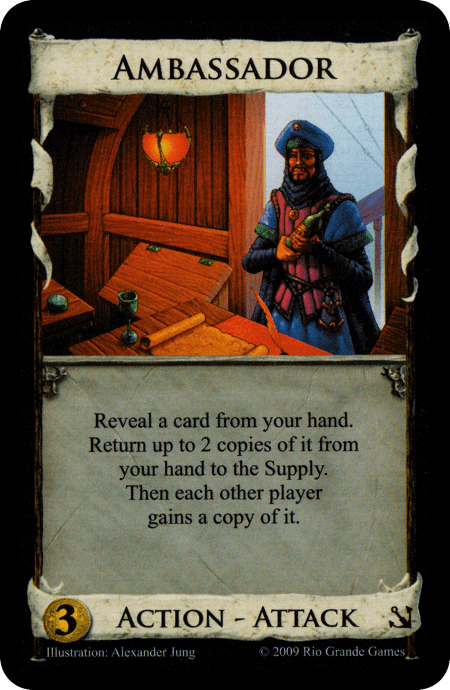 AMBASSADOR
Reveal a card from your hand.
Return up to 2 copies of it from
your hand to the Supply.
Then each other player
gains a copy of it.
3 ACTION - ATTACK
Illustration: Alexander Jung © 2009 Rio Grande Games